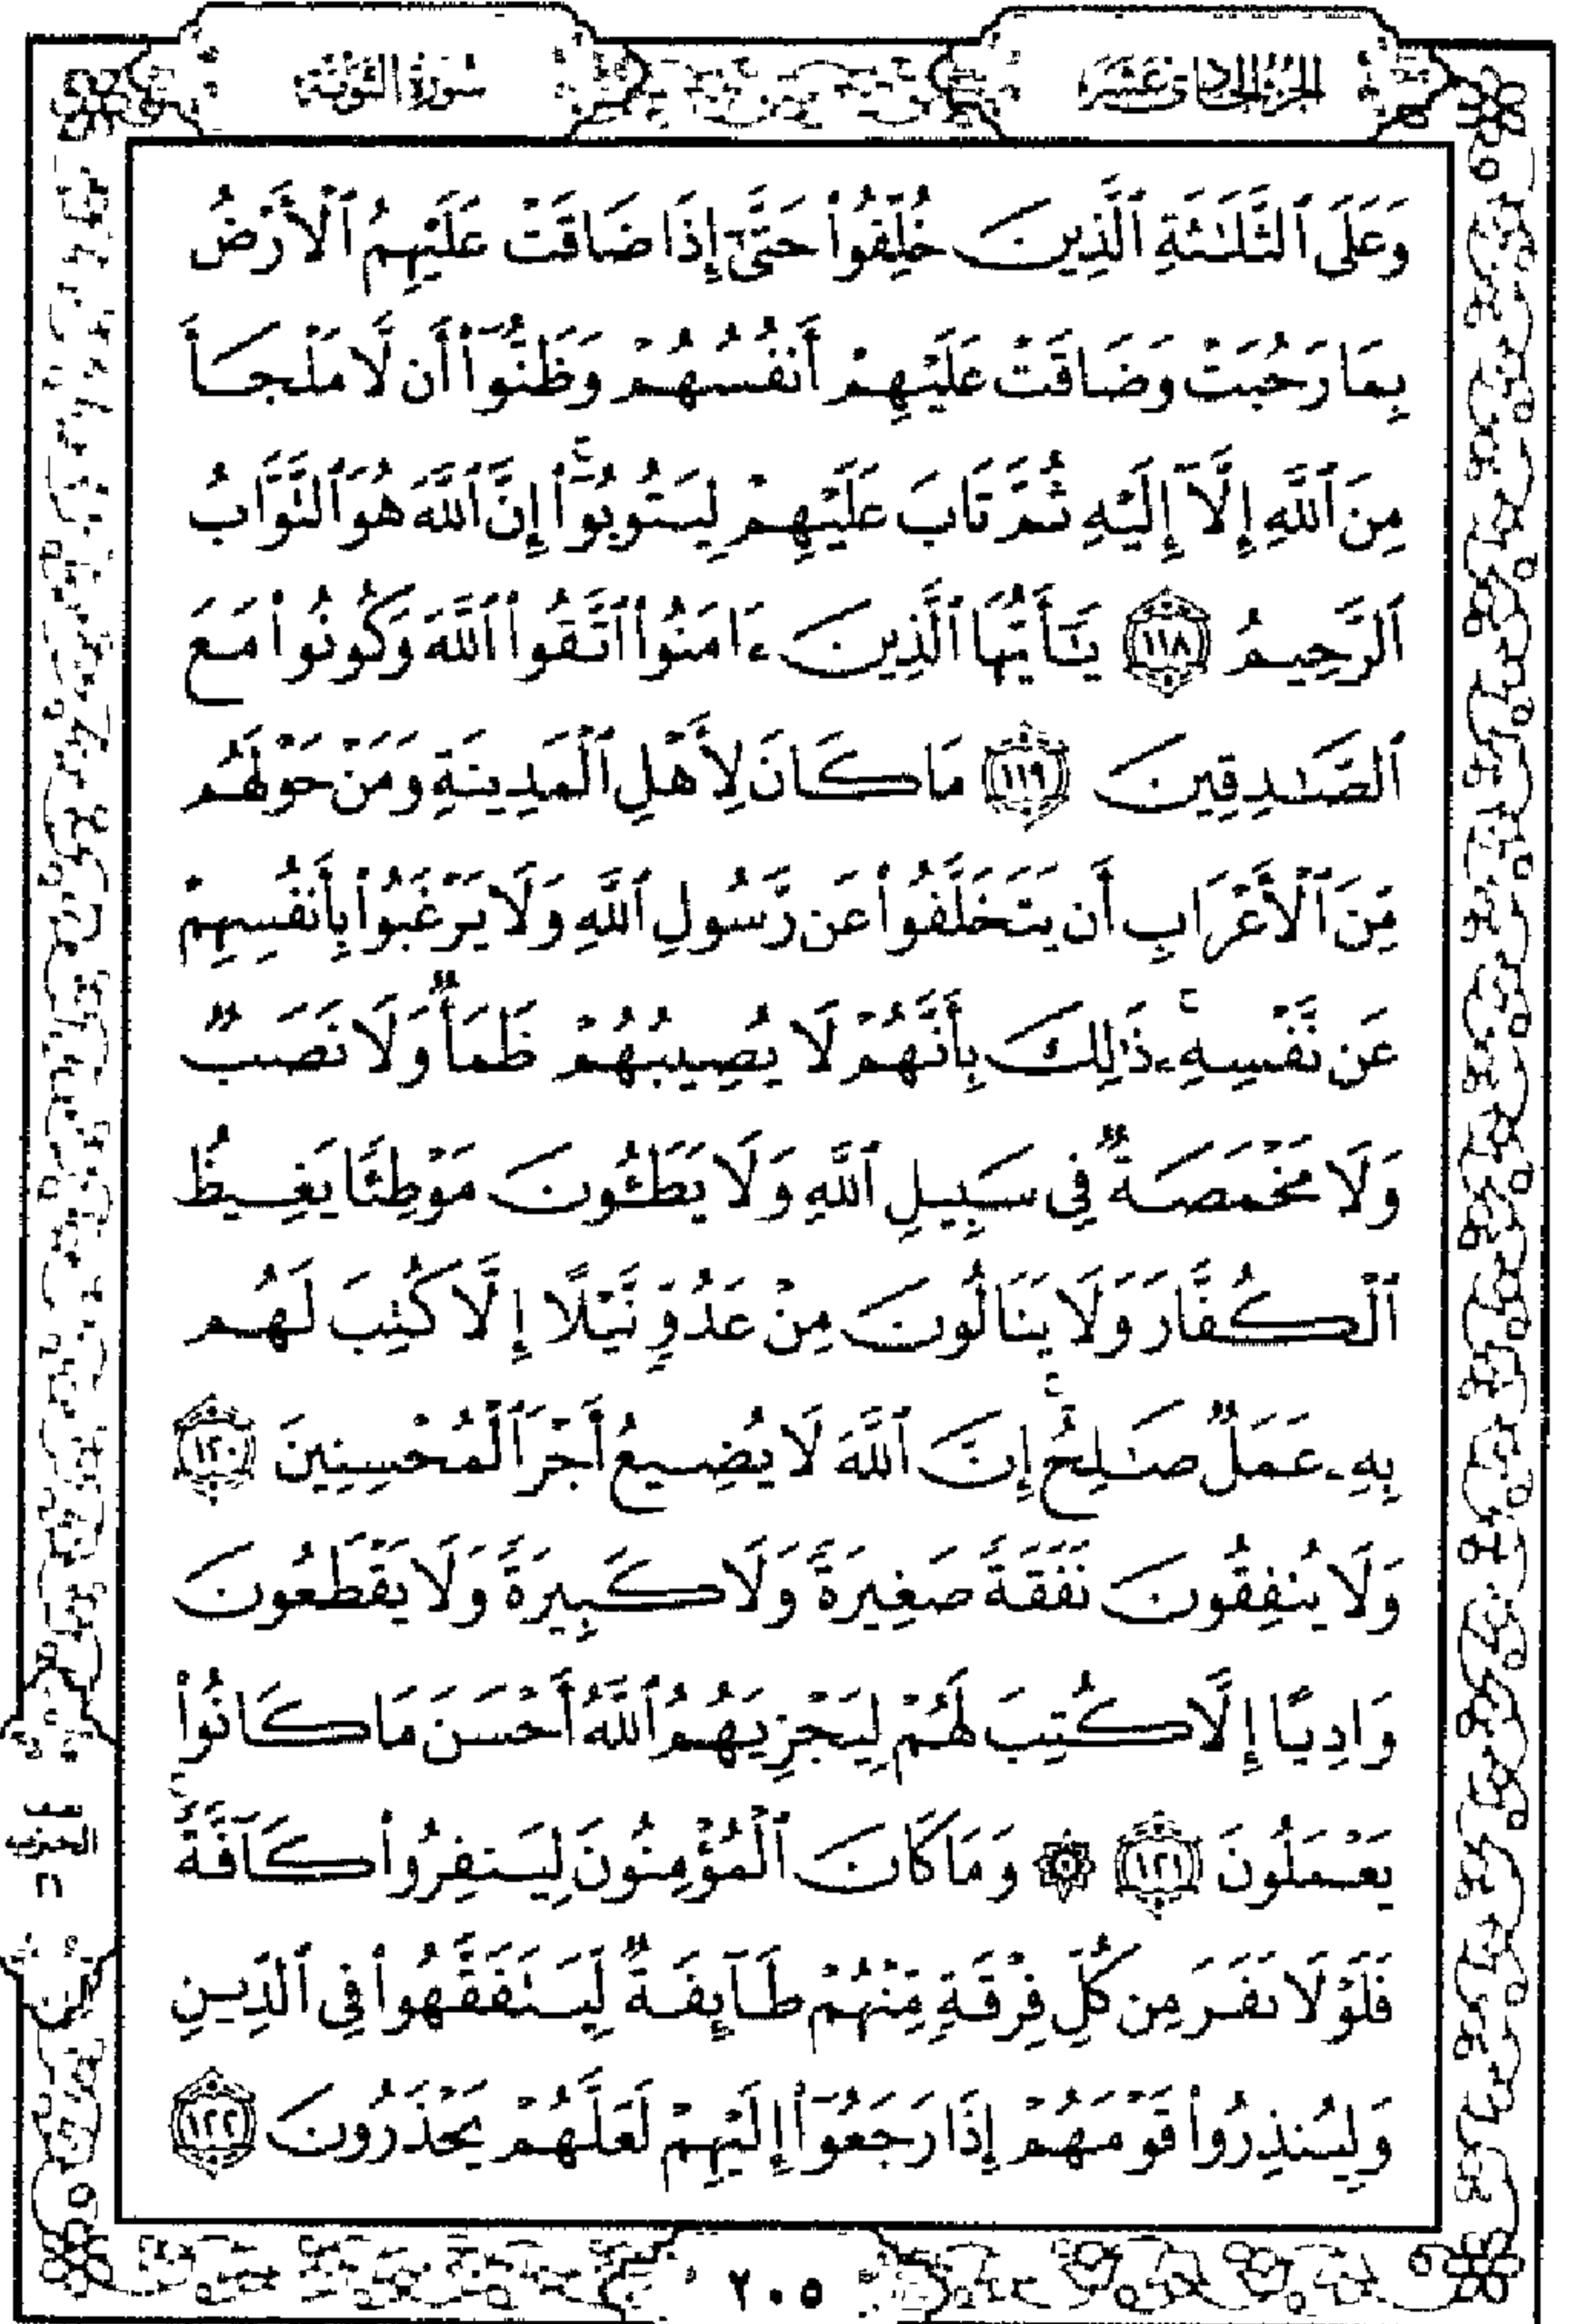 الجزء الحادي عشر
سورة التوبة
وَعَلَى ٱلثَّلَـٰثَةِ ٱلَّذِينَ خُلِّفُوا۟ حَتَّىٰٓ إِذَا ضَاقَتْ عَلَيْهِمُ ٱلْأَرْضُ
بِمَا رَحُبَتْ وَضَاقَتْ عَلَيْهِمْ أَنفُسُهُمْ وَظَنُّوٓا۟ أَن لَّا مَلْجَأَ
مِنَ ٱللَّهِ إِلَّآ إِلَيْهِ ثُمَّ تَابَ عَلَيْهِمْ لِيَتُوبُوٓا۟ ۚ إِنَّ ٱللَّهَ هُوَ ٱلتَّوَّابُ
ٱلرَّحِيمُ ١١٨ يَـٰٓأَيُّهَا ٱلَّذِينَ ءَامَنُوا۟ ٱتَّقُوا۟ ٱللَّهَ وَكُونُوا۟ مَعَ
ٱلصَّـٰدِقِينَ ١١٩ مَا كَانَ لِأَهْلِ ٱلْمَدِينَةِ وَمَنْ حَوْلَهُم
مِّنَ ٱلْأَعْرَابِ أَن يَتَخَلَّفُوا۟ عَن رَّسُولِ ٱللَّهِ وَلَا يَرْغَبُوا۟ بِأَنفُسِهِمْ
عَن نَّفْسِهِۦ ۚ ذَٰلِكَ بِأَنَّهُمْ لَا يُصِيبُهُمْ ظَمَأٌ وَلَا نَصَبٌ
وَلَا مَخْمَصَةٌ فِى سَبِيلِ ٱللَّهِ وَلَا يَطَـُٔونَ مَوْطِئًا يَغِيظُ
ٱلْكُفَّارَ وَلَا يَنَالُونَ مِنْ عَدُوٍّ نَّيْلًا إِلَّا كُتِبَ لَهُم
بِهِۦ عَمَلٌ صَـٰلِحٌ ۚ إِنَّ ٱللَّهَ لَا يُضِيعُ أَجْرَ ٱلْمُحْسِنِينَ ١٢٠
وَلَا يُنفِقُونَ نَفَقَةً صَغِيرَةً وَلَا كَبِيرَةً وَلَا يَقْطَعُونَ
وَادِيًا إِلَّا كُتِبَ لَهُمْ لِيَجْزِيَهُمُ ٱللَّهُ أَحْسَنَ مَا كَانُوا۟
يَعْمَلُونَ ١٢١ ۞ وَمَا كَانَ ٱلْمُؤْمِنُونَ لِيَنفِرُوا۟ كَآفَّةً ۚ
فَلَوْلَا نَفَرَ مِن كُلِّ فِرْقَةٍ مِّنْهُمْ طَآئِفَةٌ لِّيَتَفَقَّهُوا۟ فِى ٱلدِّينِ
وَلِيُنذِرُوا۟ قَوْمَهُمْ إِذَا رَجَعُوٓا۟ إِلَيْهِمْ لَعَلَّهُمْ يَحْذَرُونَ ١٢٢
٢٠٥